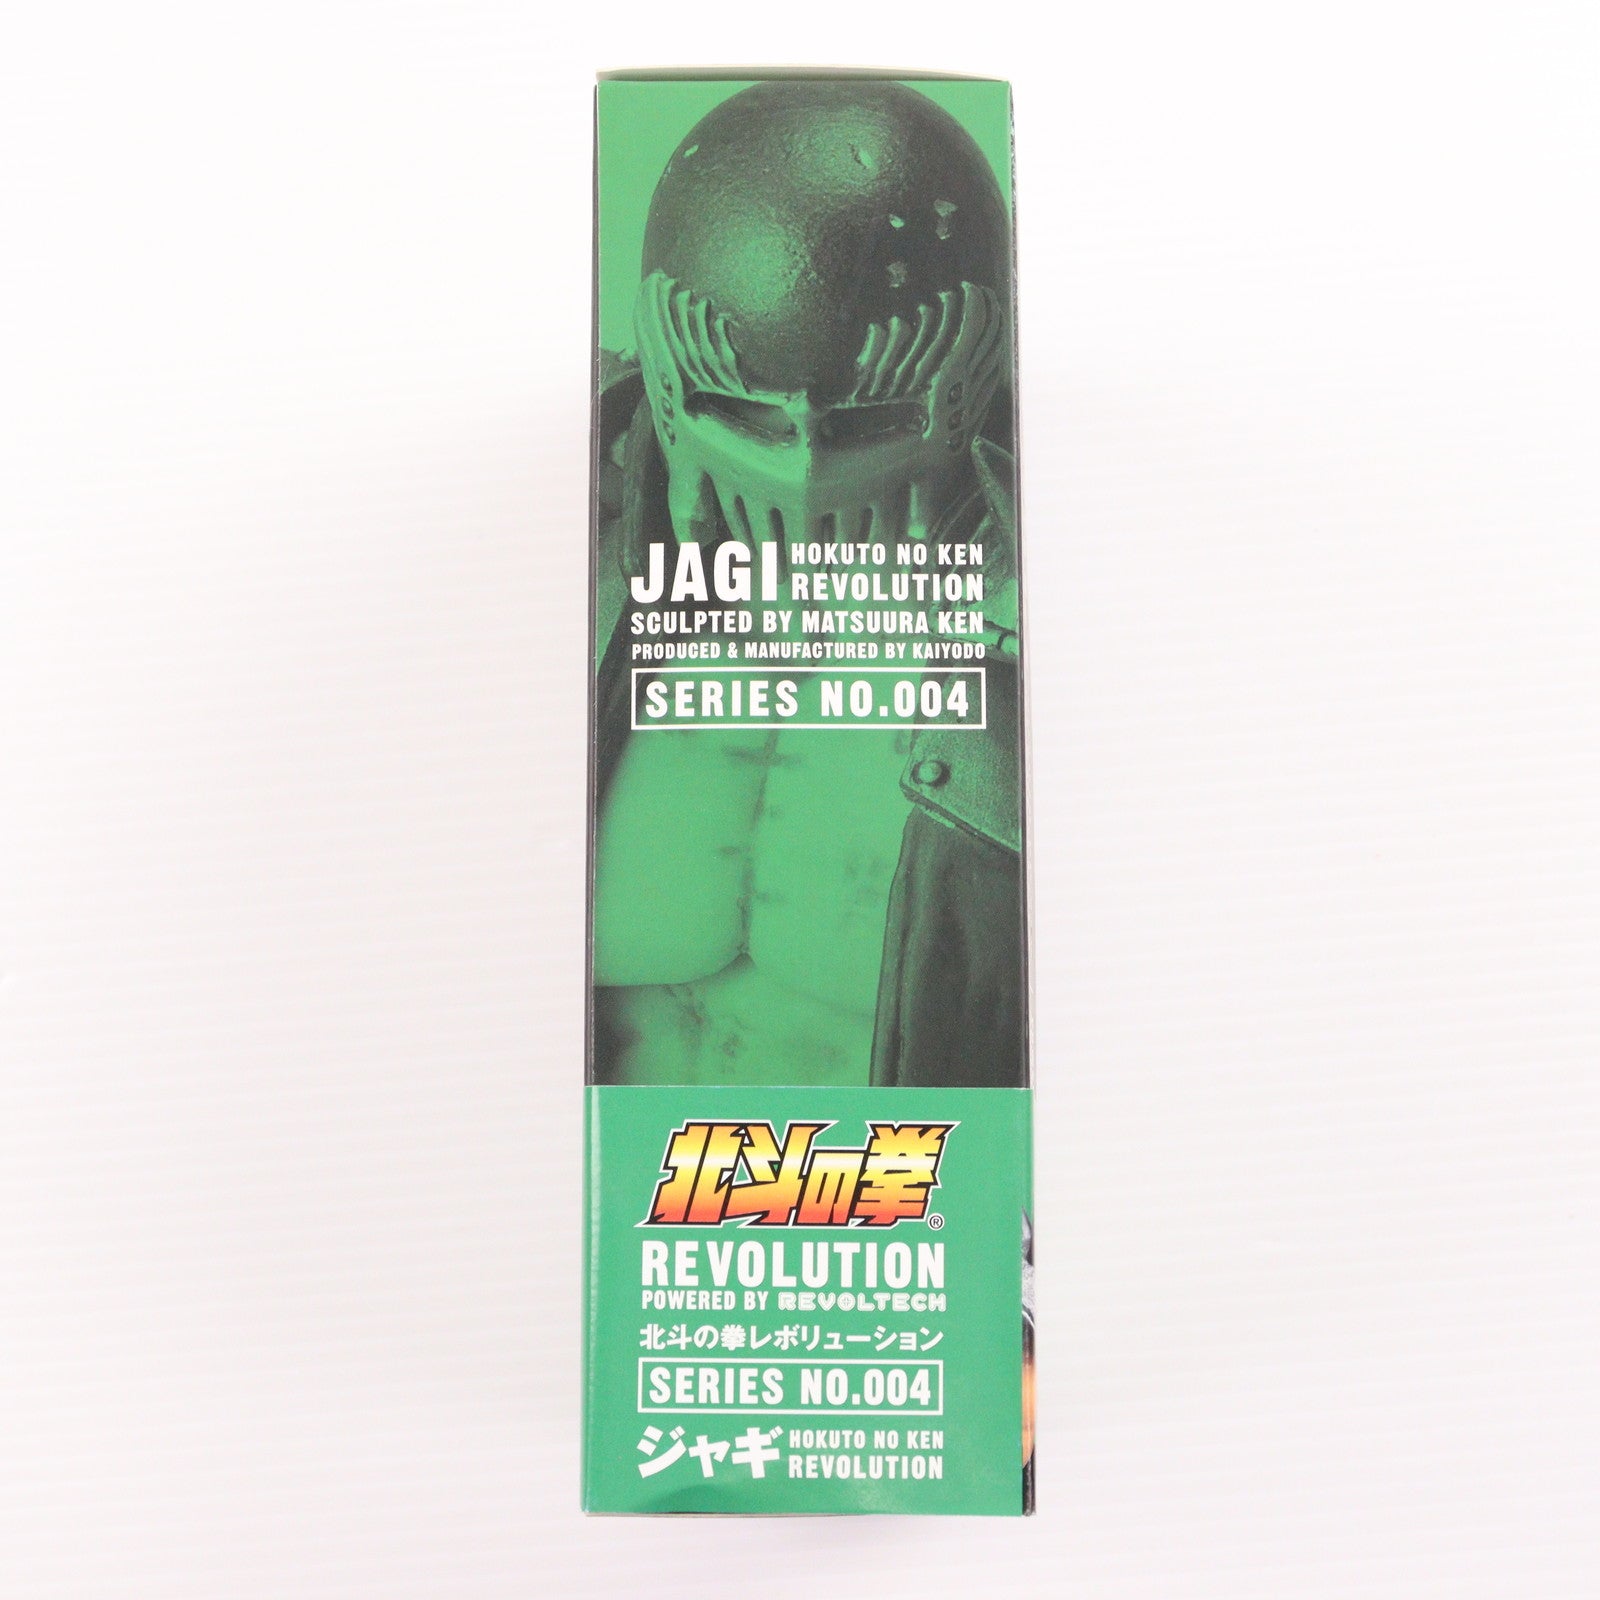 JAGI HOKUTO NO KEN
REVOLUTION
SCULPTED BY MATSUURA KEN
PRODUCED & MANUFACTURED BY KAIYODO
SERIES NO.004
北斗の拳®
REVOLUTION
POWERED BY REVOLTECH
北斗の拳レボリューション
SERIES NO.004
ジャギ HOKUTO NO KEN
REVOLUTION